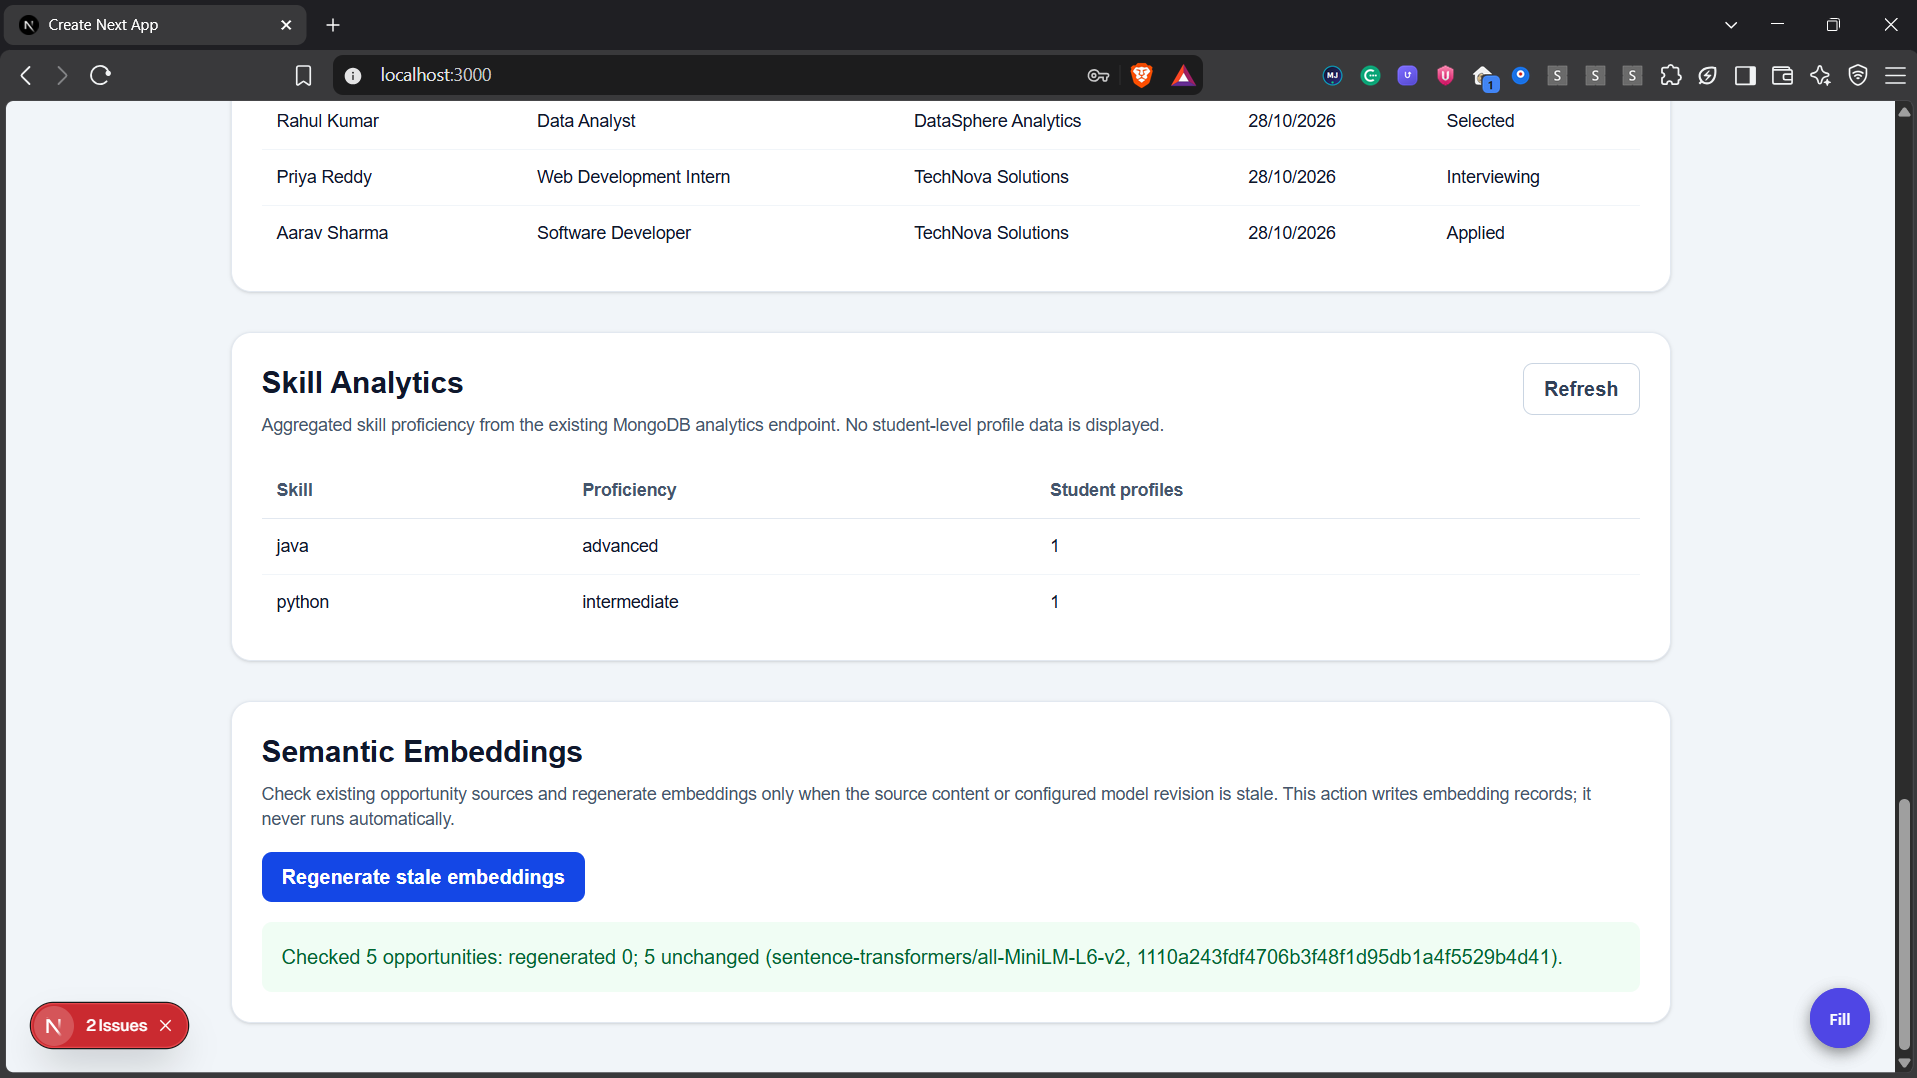 Create Next App
localhost:3000
MJ
U
1
S
S
S
Rahul Kumar Data Analyst DataSphere Analytics 28/10/2026 Selected
Priya Reddy Web Development Intern TechNova Solutions 28/10/2026 Interviewing
Aarav Sharma Software Developer TechNova Solutions 28/10/2026 Applied
Skill Analytics
Refresh
Aggregated skill proficiency from the existing MongoDB analytics endpoint. No student-level profile data is displayed.
Skill Proficiency Student profiles
java advanced 1
python intermediate 1
Semantic Embeddings
Check existing opportunity sources and regenerate embeddings only when the source content or configured model revision is stale. This action writes embedding records; it
never runs automatically.
Regenerate stale embeddings
Checked 5 opportunities: regenerated 0; 5 unchanged (sentence-transformers/all-MiniLM-L6-v2, 1110a243fdf4706b3f48f1d95db1a4f5529b4d41).
N 2 Issues
Fill